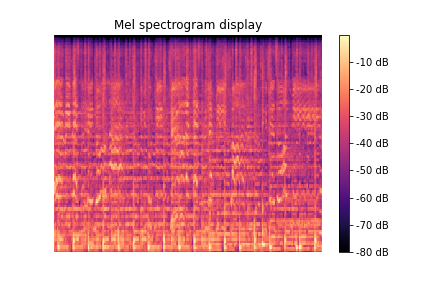 Mel spectrogram display
-10 dB
-20 dB
-30 dB
-40 dB
-50 dB
-60 dB
-70 dB
-80 dB